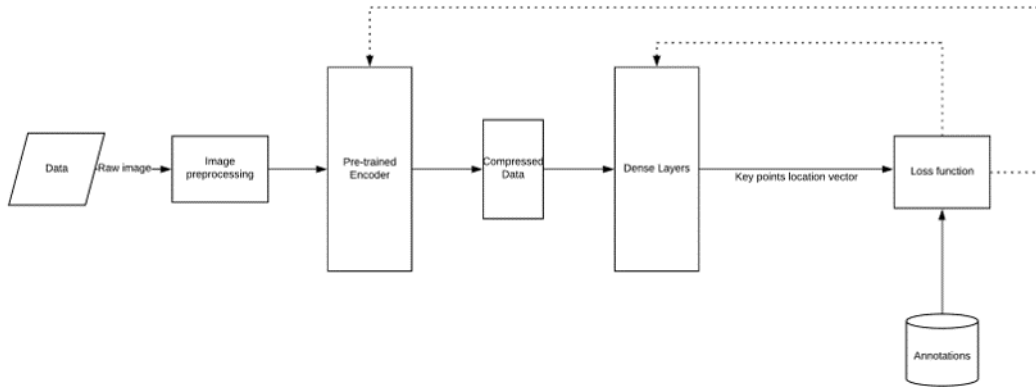 Data
Raw image
Image
preprocessing
Pre-trained
Encoder
Compressed
Data
Dense Layers
Key points location vector
Loss function
Annotations